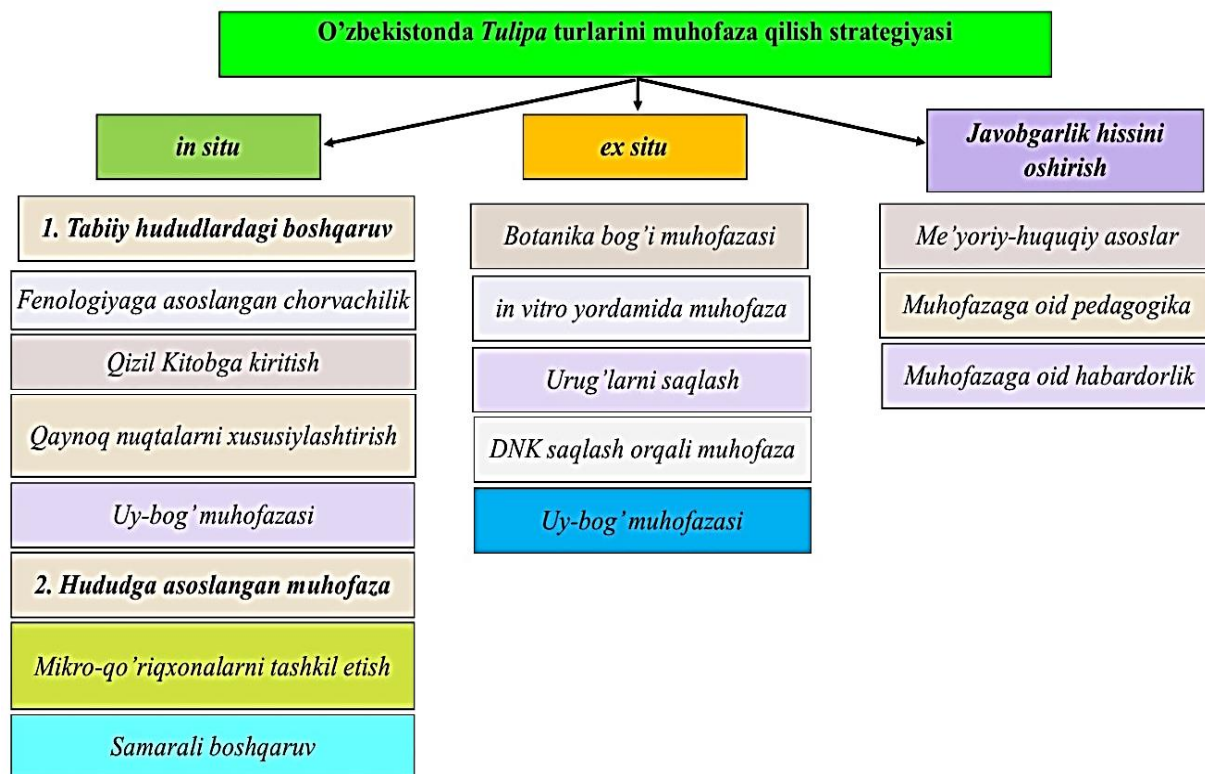 O’zbekistonda Tulipa turlarini muhofaza qilish strategiyasi
in situ
1. Tabiiy hududlardagi boshqaruv
Fenologiyaga asoslangan chorvachilik
Qizil Kitobga kiritish
Qaynoq nuqtalarni xususiylashtirish
Uy-bog’ muhofazasi
2. Hududga asoslangan muhofaza
Mikro-qo’riqxonalarni tashkil etish
Samarali boshqaruv
ex situ
Botanika bog’i muhofazasi
in vitro yordamida muhofaza
Urug’larni saqlash
DNK saqlash orqali muhofaza
Uy-bog’ muhofazasi
Javobgarlik hissini
oshirish
Me’yoriy-huquqiy asoslar
Muhofazaga oid pedagogika
Muhofazaga oid habardorlik